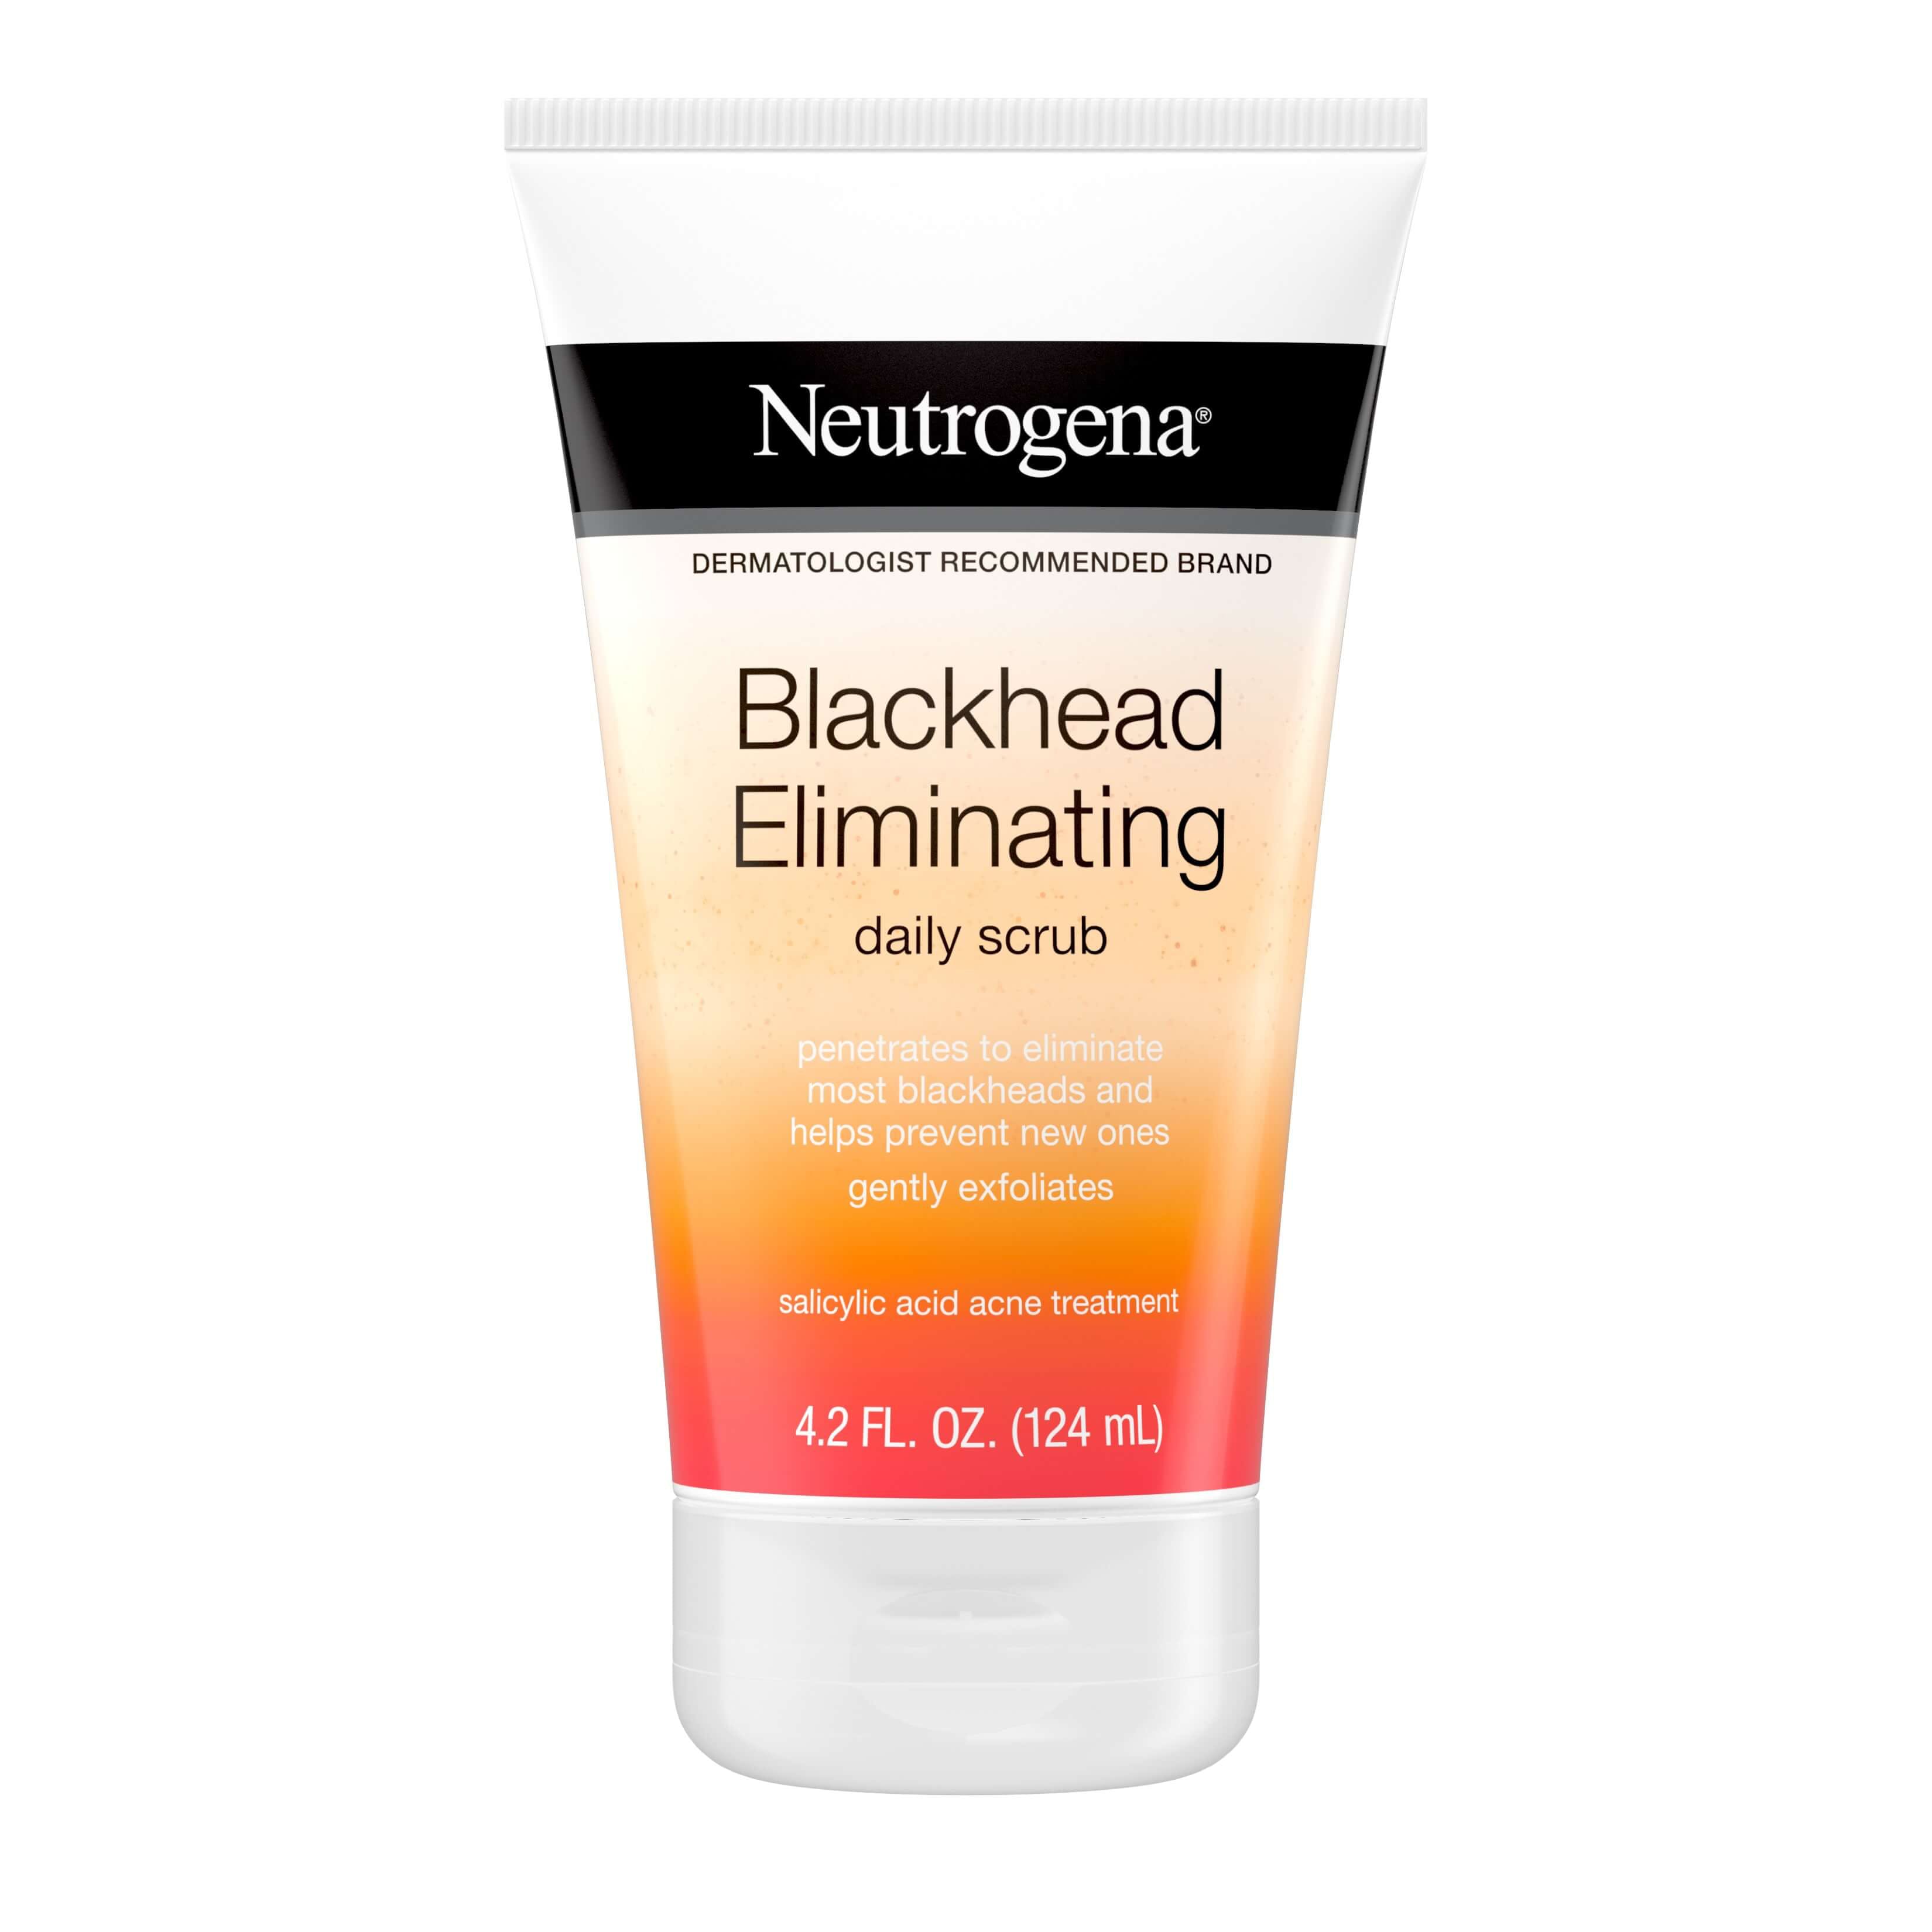 Neutrogena®
DERMATOLOGIST RECOMMENDED BRAND
Blackhead
Eliminating
daily scrub
penetrates to eliminate
most blackheads and
helps prevent new ones
gently exfoliates
salicylic acid acne treatment
4.2 FL. OZ. (124 mL)